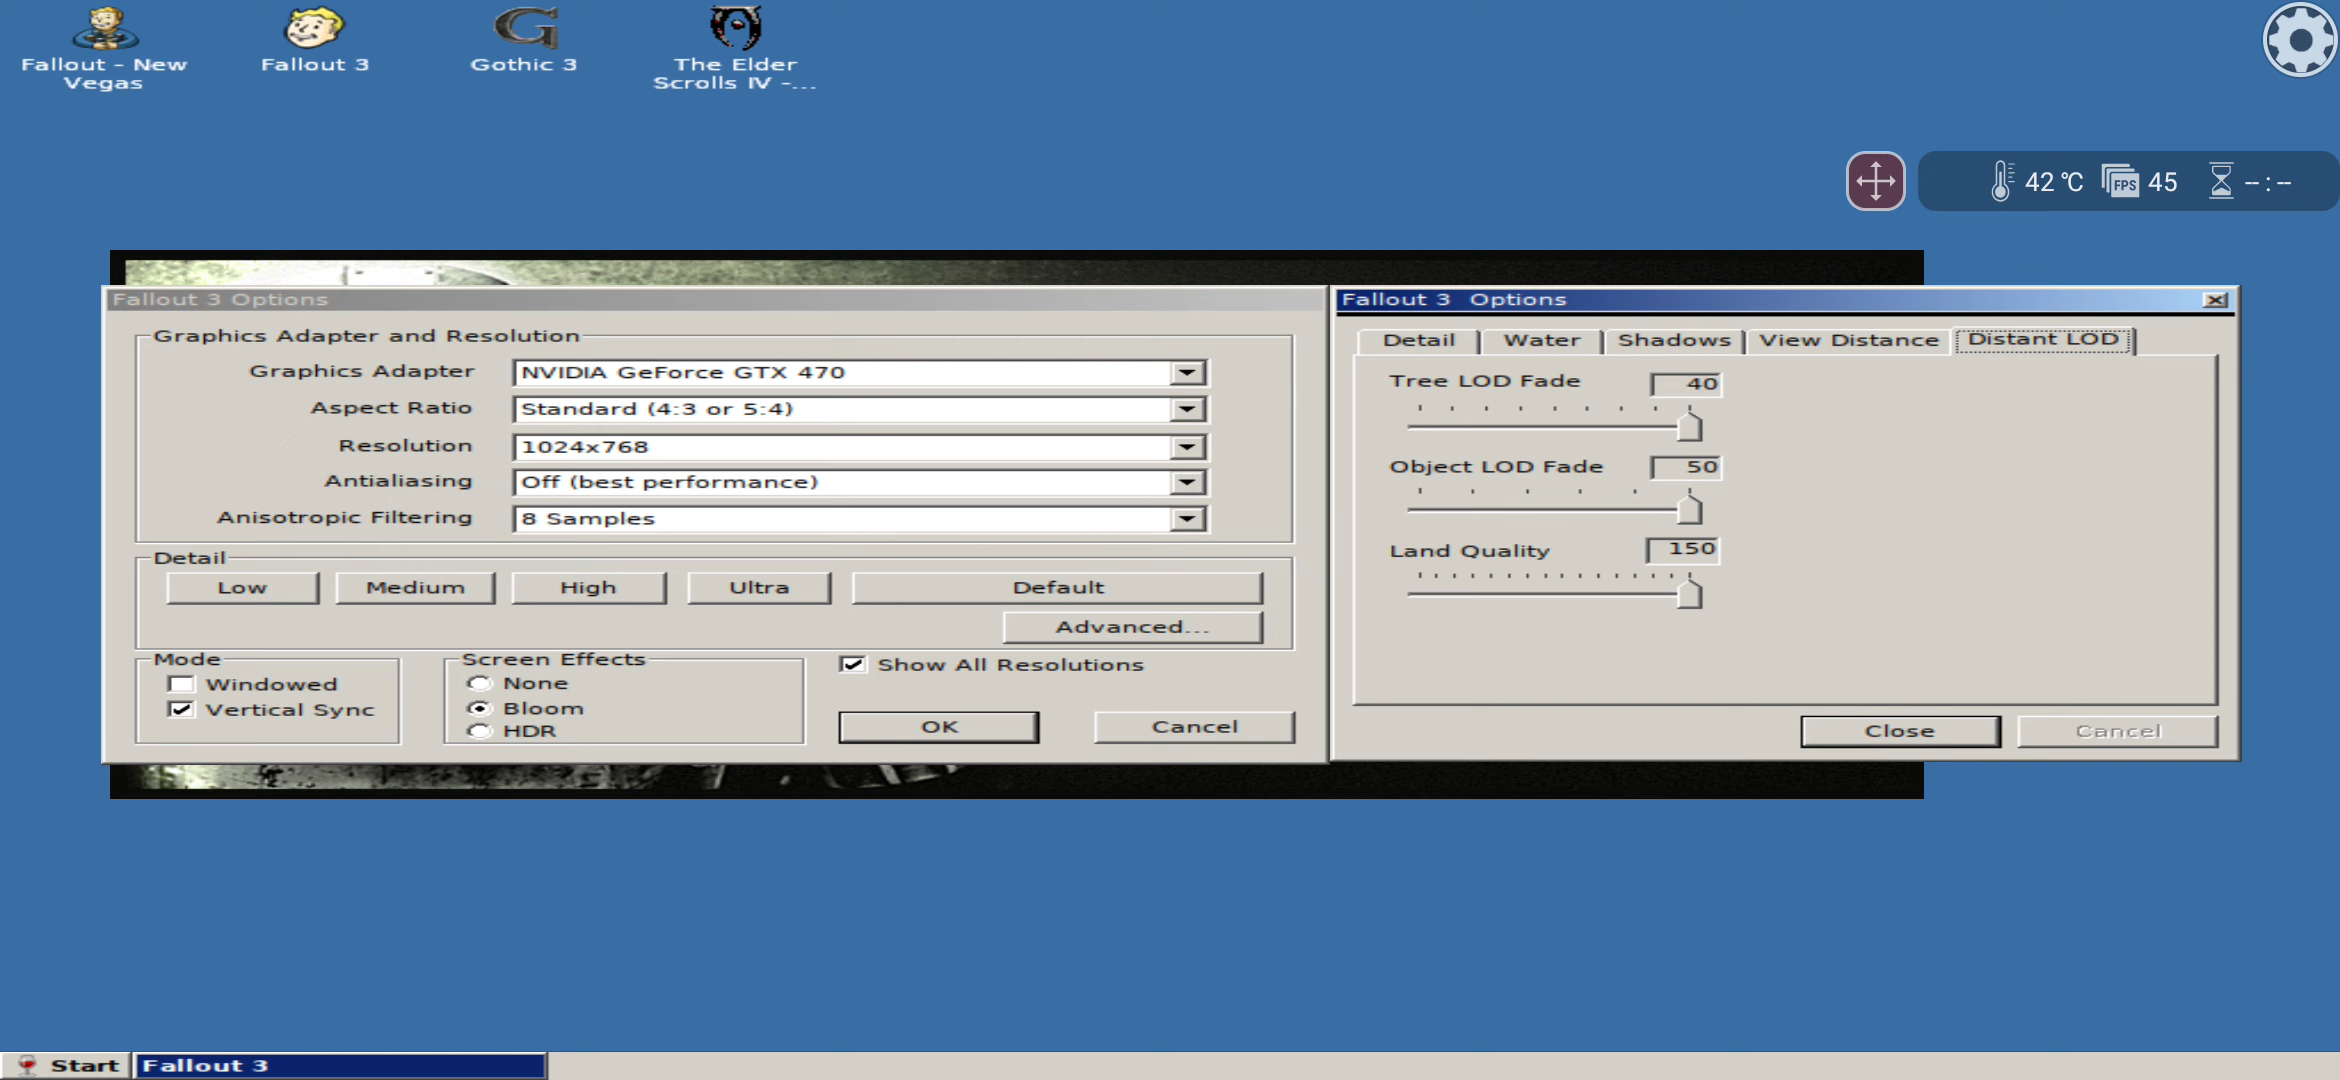 Fallout - New
Vegas
Fallout 3
Gothic 3
The Elder
Scrolls IV -...
42 ℃
FPS
45
--:--
Fallout 3 Options
Graphics Adapter and Resolution
Graphics Adapter
NVIDIA GeForce GTX 470
Aspect Ratio
Standard (4:3 or 5:4)
Resolution
1024x768
Antialiasing
Off (best performance)
Anisotropic Filtering
8 Samples
Detail
Low
Medium
High
Ultra
Default
Advanced...
Mode
Windowed
Vertical Sync
Screen Effects
None
Bloom
HDR
Show All Resolutions
OK
Cancel
Fallout 3 Options
Detail
Water
Shadows
View Distance
Distant LOD
Tree LOD Fade
40
Object LOD Fade
50
Land Quality
150
Close
Cancel
Start
Fallout 3